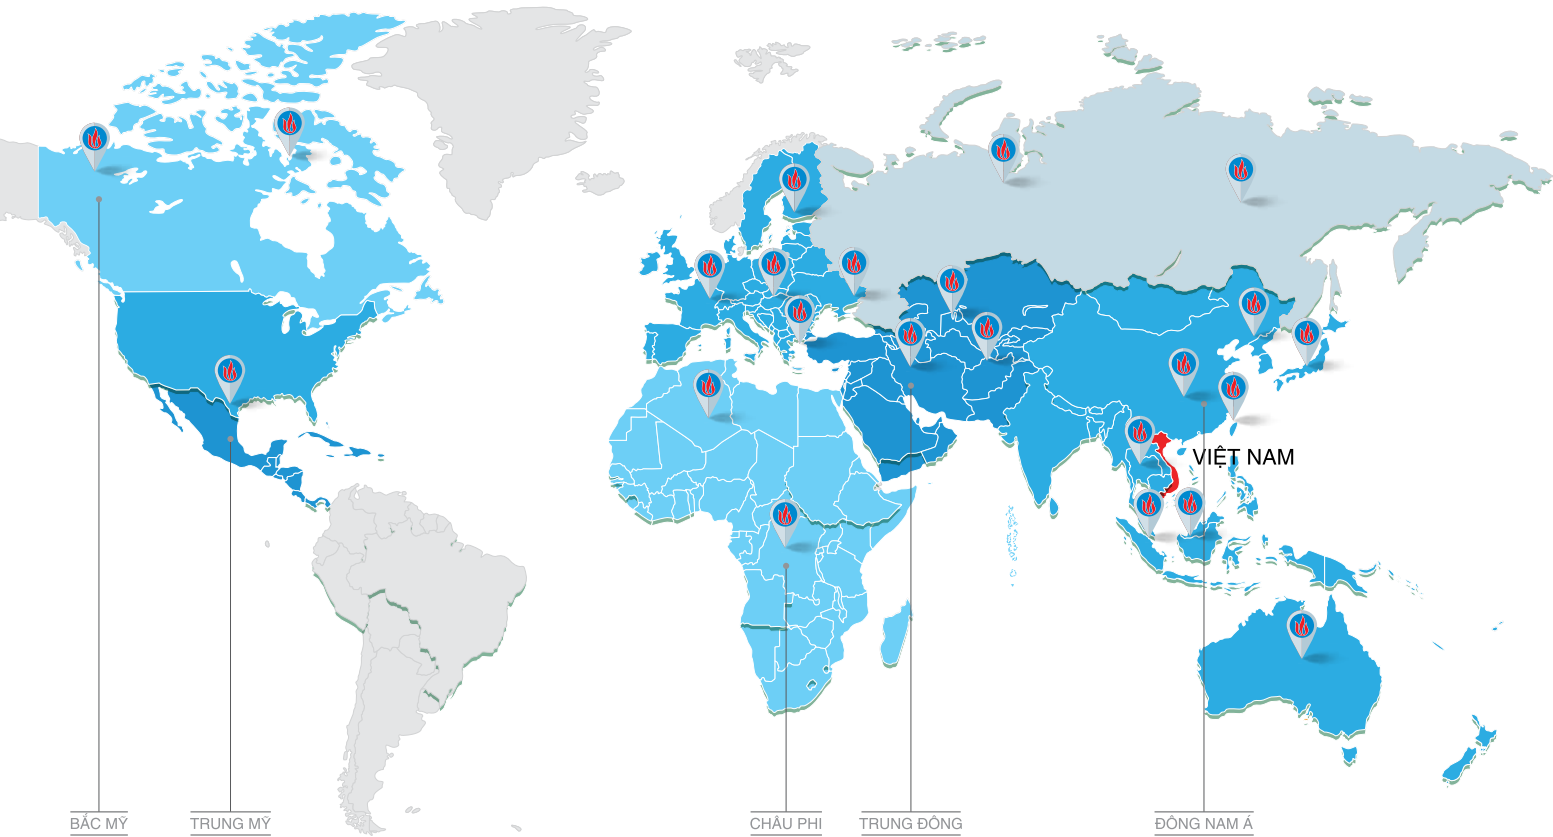 VIỆT NAM
BẮC MỸ
TRUNG MỸ
CHÂU PHI
TRUNG ĐÔNG
ĐÔNG NAM Á